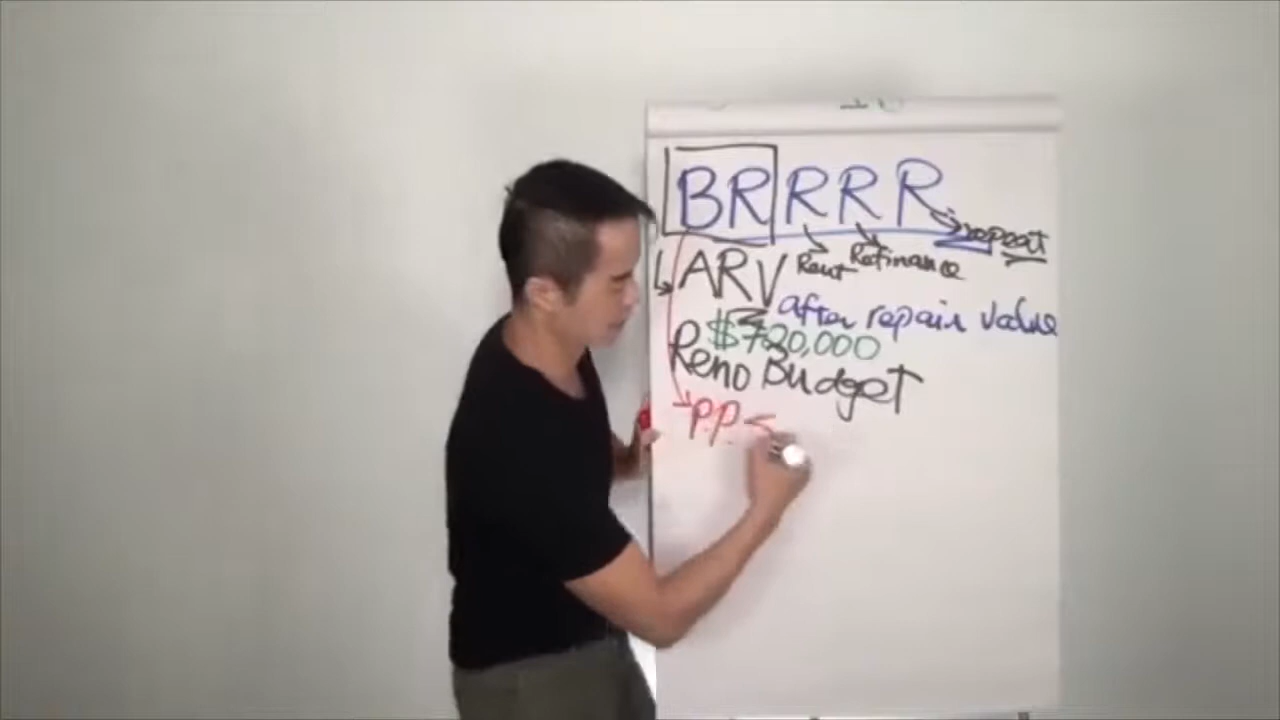 BRRRR
repeat
Rent Refinance
ARV
after repair value
$720,000
Reno Budget
P.P.